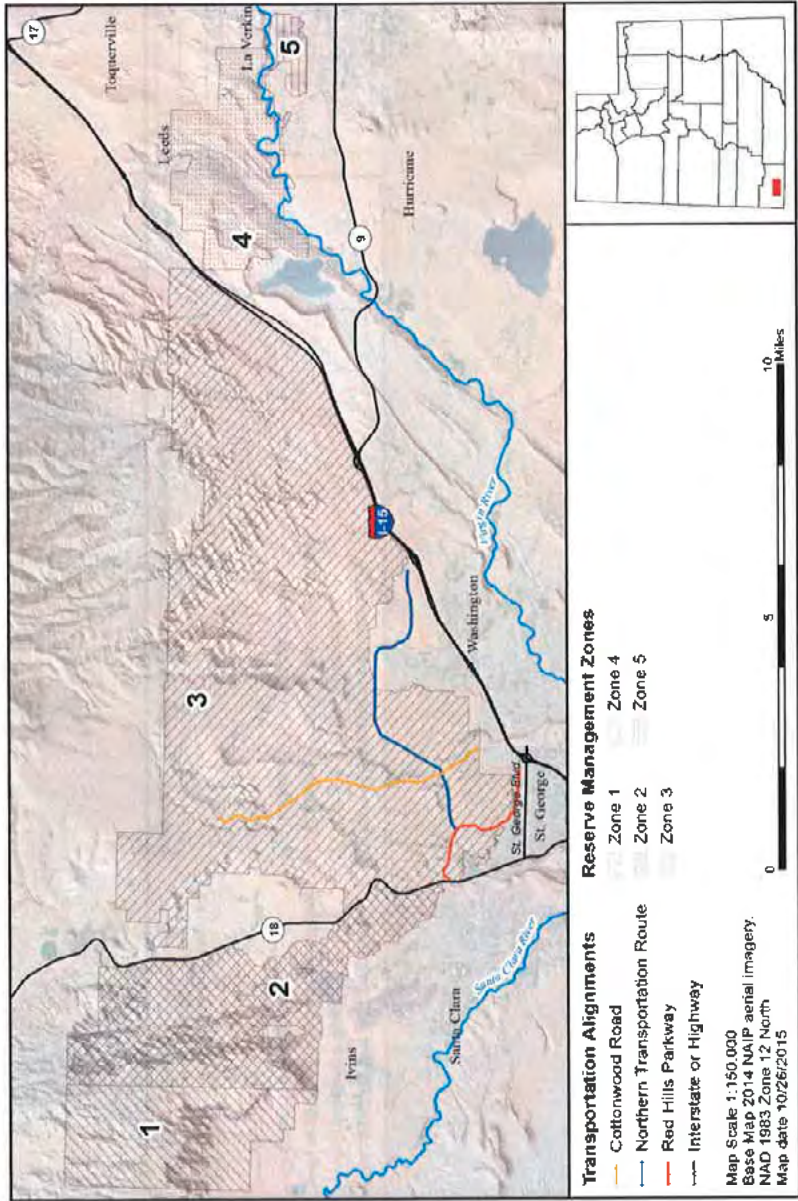 17
Toquerville
La Verkin
5
Leeds
4
9
Hurricane
3
I-15
Virgin River
Washington
St. George Blvd
St. George
18
2
1
Ivins
Santa Clara
Santa Clara River
Transportation Alignments
Cottonwood Road
Northern Transportation Route
Red Hills Parkway
Interstate or Highway
Reserve Management Zones
Zone 1
Zone 2
Zone 3
Zone 4
Zone 5
Map Scale 1:150,000
Base Map 2014 NAIP aerial imagery.
NAD 1983 Zone 12 North
Map date 10/26/2015
0
5
10
Miles